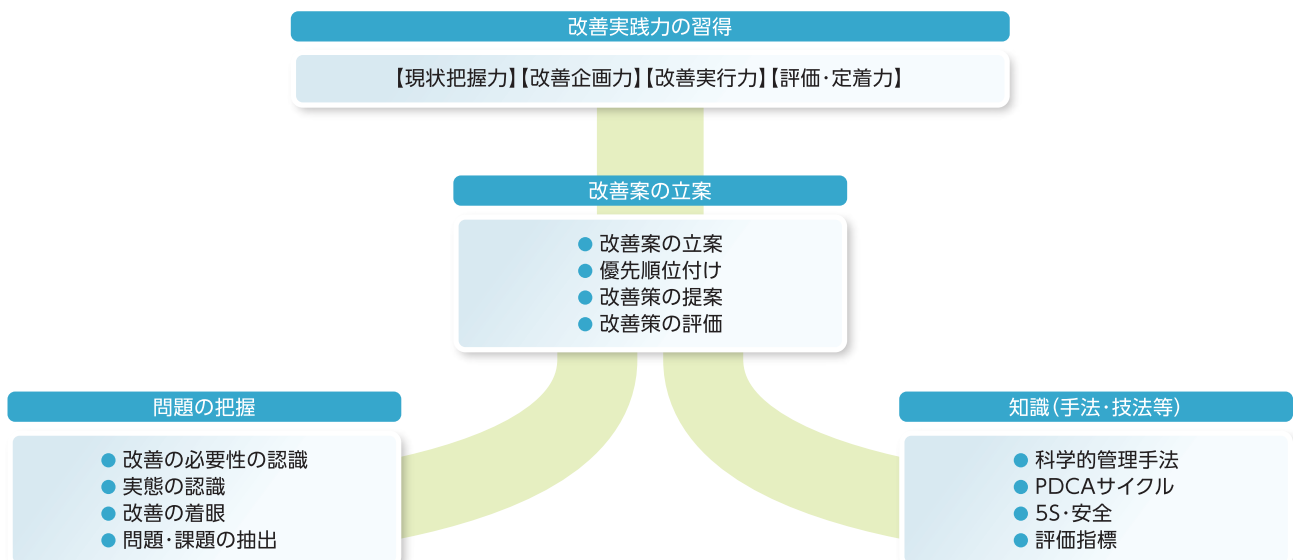 改善実践力の習得
【現状把握力】【改善企画力】【改善実行力】【評価・定着力】
改善案の立案
● 改善案の立案
● 優先順位付け
● 改善策の提案
● 改善策の評価
問題の把握
● 改善の必要性の認識
● 実態の認識
● 改善の着眼
● 問題・課題の抽出
知識(手法・技法等)
● 科学的管理手法
● PDCAサイクル
● 5S・安全
● 評価指標